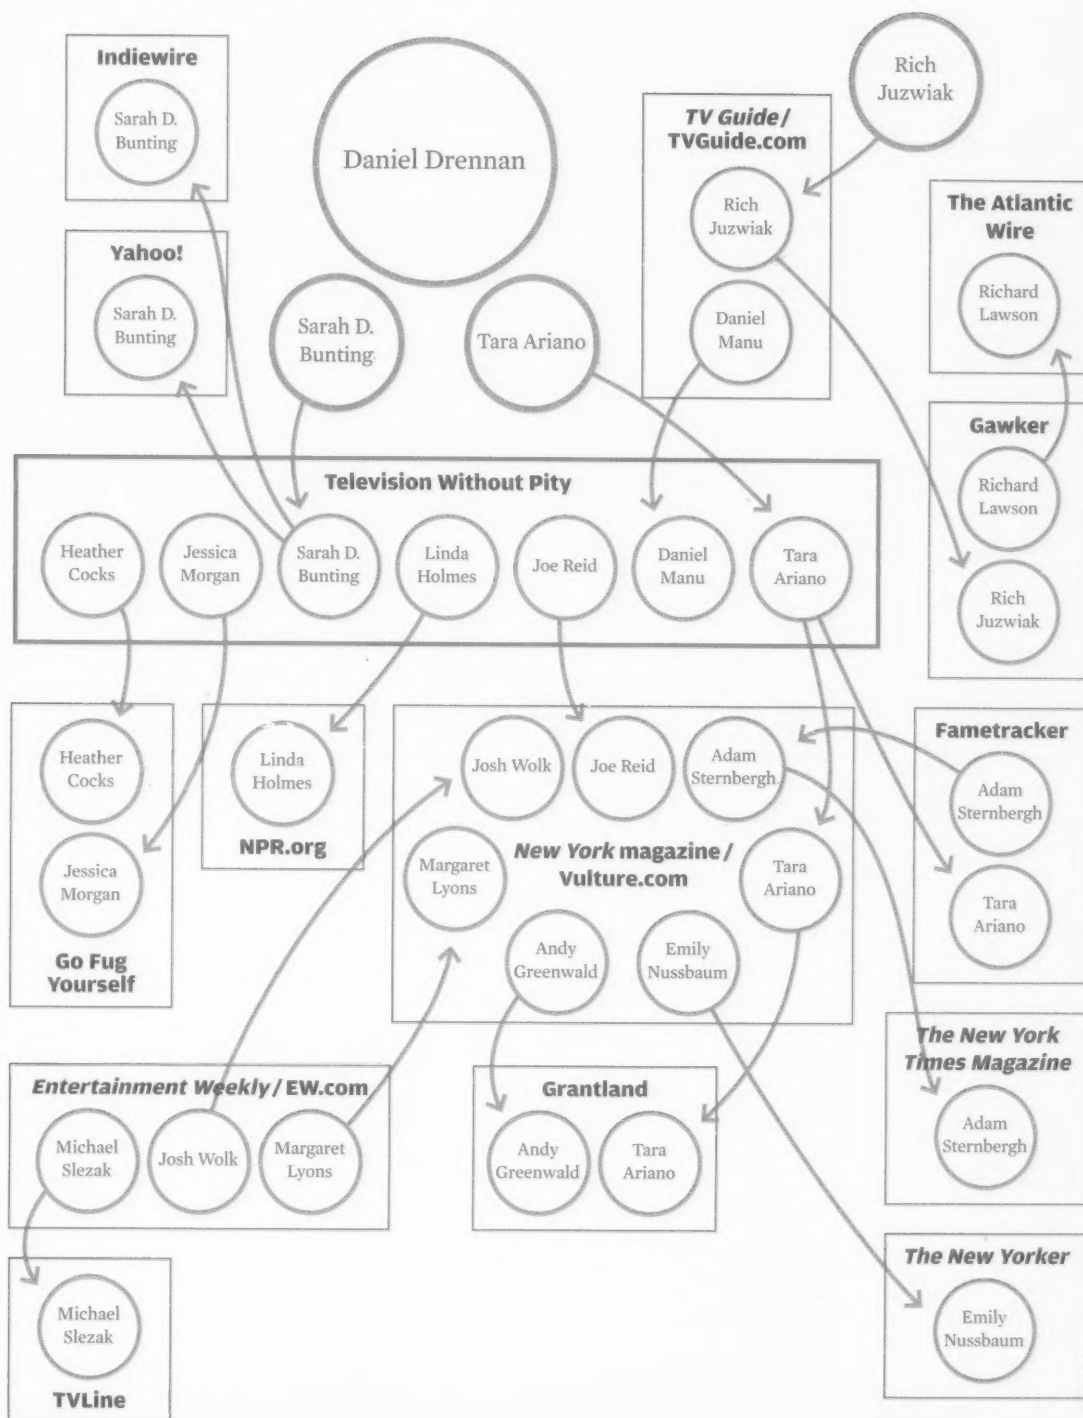 Indiewire
Sarah D.
Bunting
Daniel Drennan
Rich
Juzwiak
TV Guide/
TVGuide.com
Rich
Juzwiak
Daniel
Manu
The Atlantic
Wire
Richard
Lawson
Yahoo!
Sarah D.
Bunting
Sarah D.
Bunting
Tara Ariano
Gawker
Richard
Lawson
Rich
Juzwiak
Television Without Pity
Heather
Cocks
Jessica
Morgan
Sarah D.
Bunting
Linda
Holmes
Joe Reid
Daniel
Manu
Tara
Ariano
Heather
Cocks
Jessica
Morgan
Go Fug
Yourself
Linda
Holmes
NPR.org
Josh Wolk
Joe Reid
Adam
Sternbergh
Margaret
Lyons
New York magazine/
Vulture.com
Tara
Ariano
Andy
Greenwald
Emily
Nussbaum
Fametracker
Adam
Sternbergh
Tara
Ariano
The New York
Times Magazine
Adam
Sternbergh
Entertainment Weekly/EW.com
Michael
Slezak
Josh Wolk
Margaret
Lyons
Grantland
Andy
Greenwald
Tara
Ariano
The New Yorker
Emily
Nussbaum
Michael
Slezak
TVLine